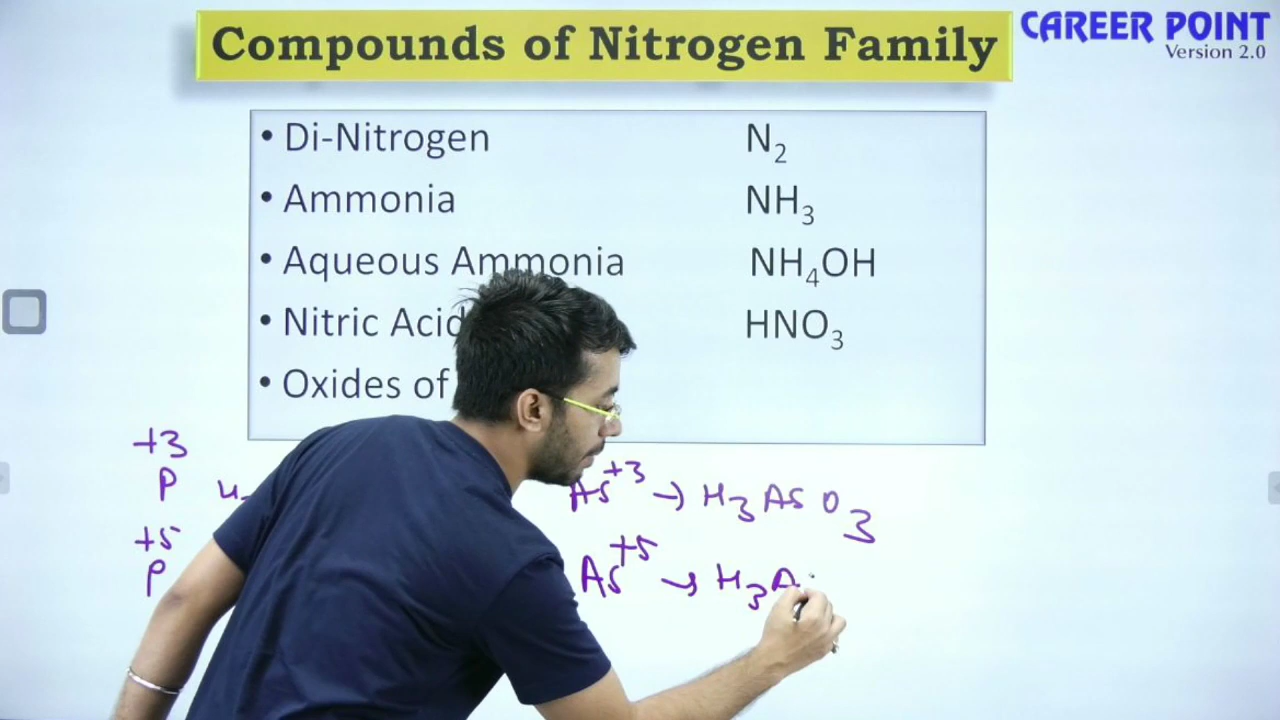 Compounds of Nitrogen Family
CAREER POINT
Version 2.0
• Di-Nitrogen N₂
• Ammonia NH₃
• Aqueous Ammonia NH₄OH
• Nitric Acid HNO₃
• Oxides of
+3
P As⁺³ → H₃AsO₃
+5
P As⁺⁵ → H₃A